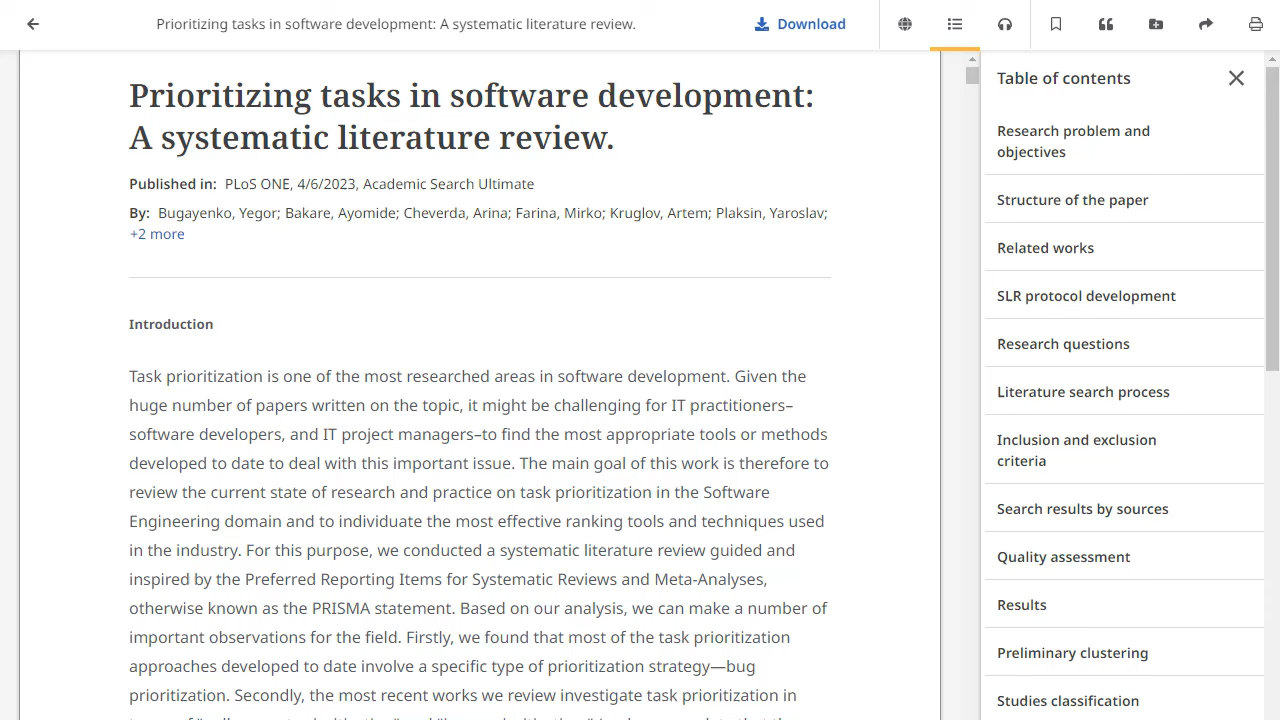 Prioritizing tasks in software development: A systematic literature review.
Download
Prioritizing tasks in software development:
A systematic literature review.
Published in: PLoS ONE, 4/6/2023, Academic Search Ultimate
By: Bugayenko, Yegor; Bakare, Ayomide; Cheverda, Arina; Farina, Mirko; Kruglov, Artem; Plaksin, Yaroslav;
+2 more
Introduction
Task prioritization is one of the most researched areas in software development. Given the
huge number of papers written on the topic, it might be challenging for IT practitioners–
software developers, and IT project managers–to find the most appropriate tools or methods
developed to date to deal with this important issue. The main goal of this work is therefore to
review the current state of research and practice on task prioritization in the Software
Engineering domain and to individuate the most effective ranking tools and techniques used
in the industry. For this purpose, we conducted a systematic literature review guided and
inspired by the Preferred Reporting Items for Systematic Reviews and Meta-Analyses,
otherwise known as the PRISMA statement. Based on our analysis, we can make a number of
important observations for the field. Firstly, we found that most of the task prioritization
approaches developed to date involve a specific type of prioritization strategy—bug
prioritization. Secondly, the most recent works we review investigate task prioritization in
Table of contents
Research problem and
objectives
Structure of the paper
Related works
SLR protocol development
Research questions
Literature search process
Inclusion and exclusion
criteria
Search results by sources
Quality assessment
Results
Preliminary clustering
Studies classification